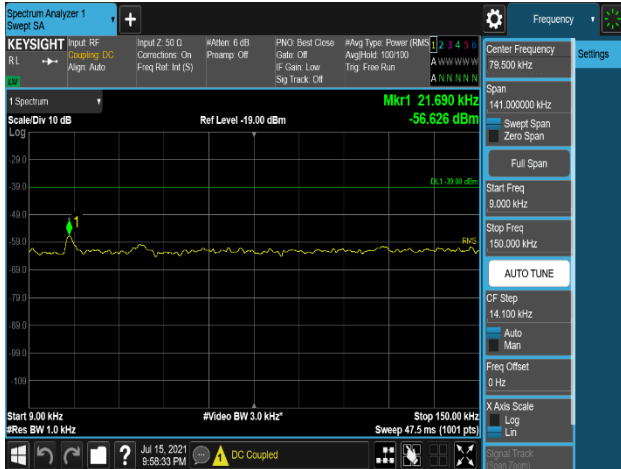 Spectrum Analyzer 1
Swept SA
+
Frequency
KEYSIGHT
R L
LV
Input: RF
Coupling: DC
Align: Auto
Input Z: 50 Ω
Corrections: On
Freq Ref: Int (S)
#Atten: 6 dB
Preamp: Off
PNO: Best Close
Gate: Off
IF Gain: Low
Sig Track: Off
#Avg Type: Power (RMS
Avg|Hold: 100/100
Trig: Free Run
1 2 3 4 5 6
A W W W W W
A N N N N N
1 Spectrum
Scale/Div 10 dB
Ref Level -19.00 dBm
Mkr1 21.690 kHz
-56.626 dBm
Log
-29.0
-39.0
-49.0
-59.0
-69.0
-79.0
-89.0
-99.0
-109
DL1 -39.00 dBm
1
RMS
Start 9.00 kHz
#Res BW 1.0 kHz
#Video BW 3.0 kHz*
Stop 150.00 kHz
Sweep 47.5 ms (1001 pts)
Center Frequency
79.500 kHz
Span
141.000000 kHz
Swept Span
Zero Span
Full Span
Start Freq
9.000 kHz
Stop Freq
150.000 kHz
AUTO TUNE
CF Step
14.100 kHz
Auto
Man
Freq Offset
0 Hz
X Axis Scale
Log
Lin
Signal Track
(Span Zoom)
Settings
?
Jul 15, 2021
9:58:33 PM
DC Coupled